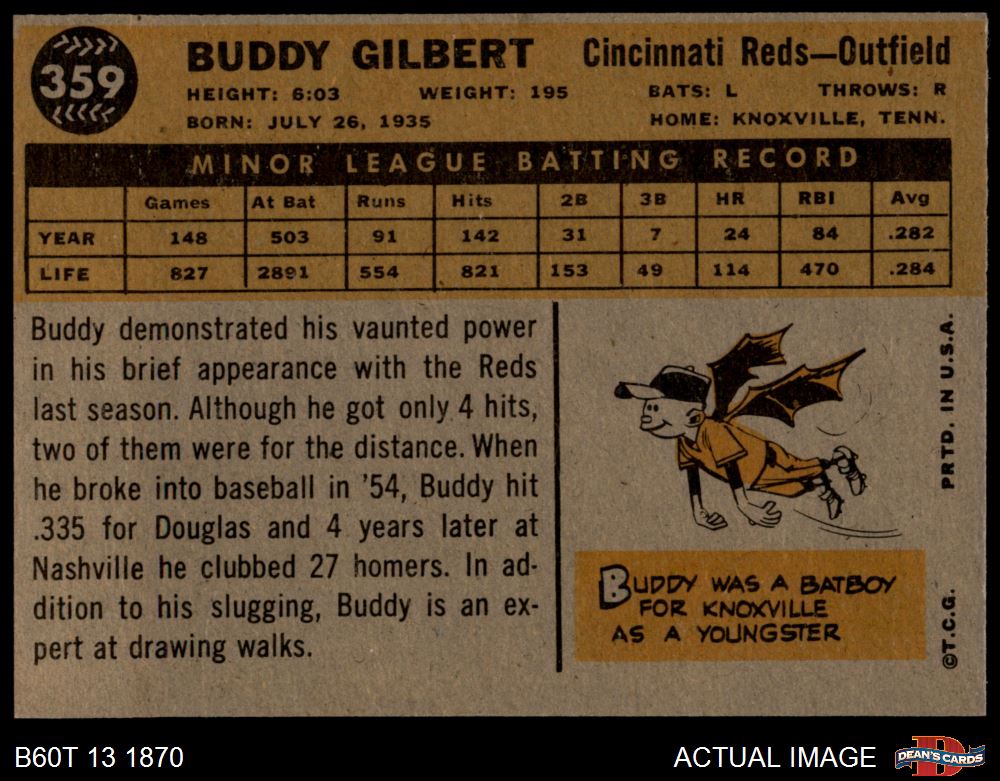 359
BUDDY GILBERT Cincinnati Reds—Outfield
HEIGHT: 6:03 WEIGHT: 195 BATS: L THROWS: R
BORN: JULY 26, 1935 HOME: KNOXVILLE, TENN.
MINOR LEAGUE BATTING RECORD
Games At Bat Runs Hits 2B 3B HR RBI Avg
YEAR 148 503 91 142 31 7 24 84 .282
LIFE 827 2891 554 821 153 49 114 470 .284
Buddy demonstrated his vaunted power
in his brief appearance with the Reds
last season. Although he got only 4 hits,
two of them were for the distance. When
he broke into baseball in '54, Buddy hit
.335 for Douglas and 4 years later at
Nashville he clubbed 27 homers. In ad-
dition to his slugging, Buddy is an ex-
pert at drawing walks.
BUDDY WAS A BATBOY
FOR KNOXVILLE
AS A YOUNGSTER
©T.C.G. PRTD. IN U.S.A.
B60T 13 1870 ACTUAL IMAGE
D
DEAN'S CARDS